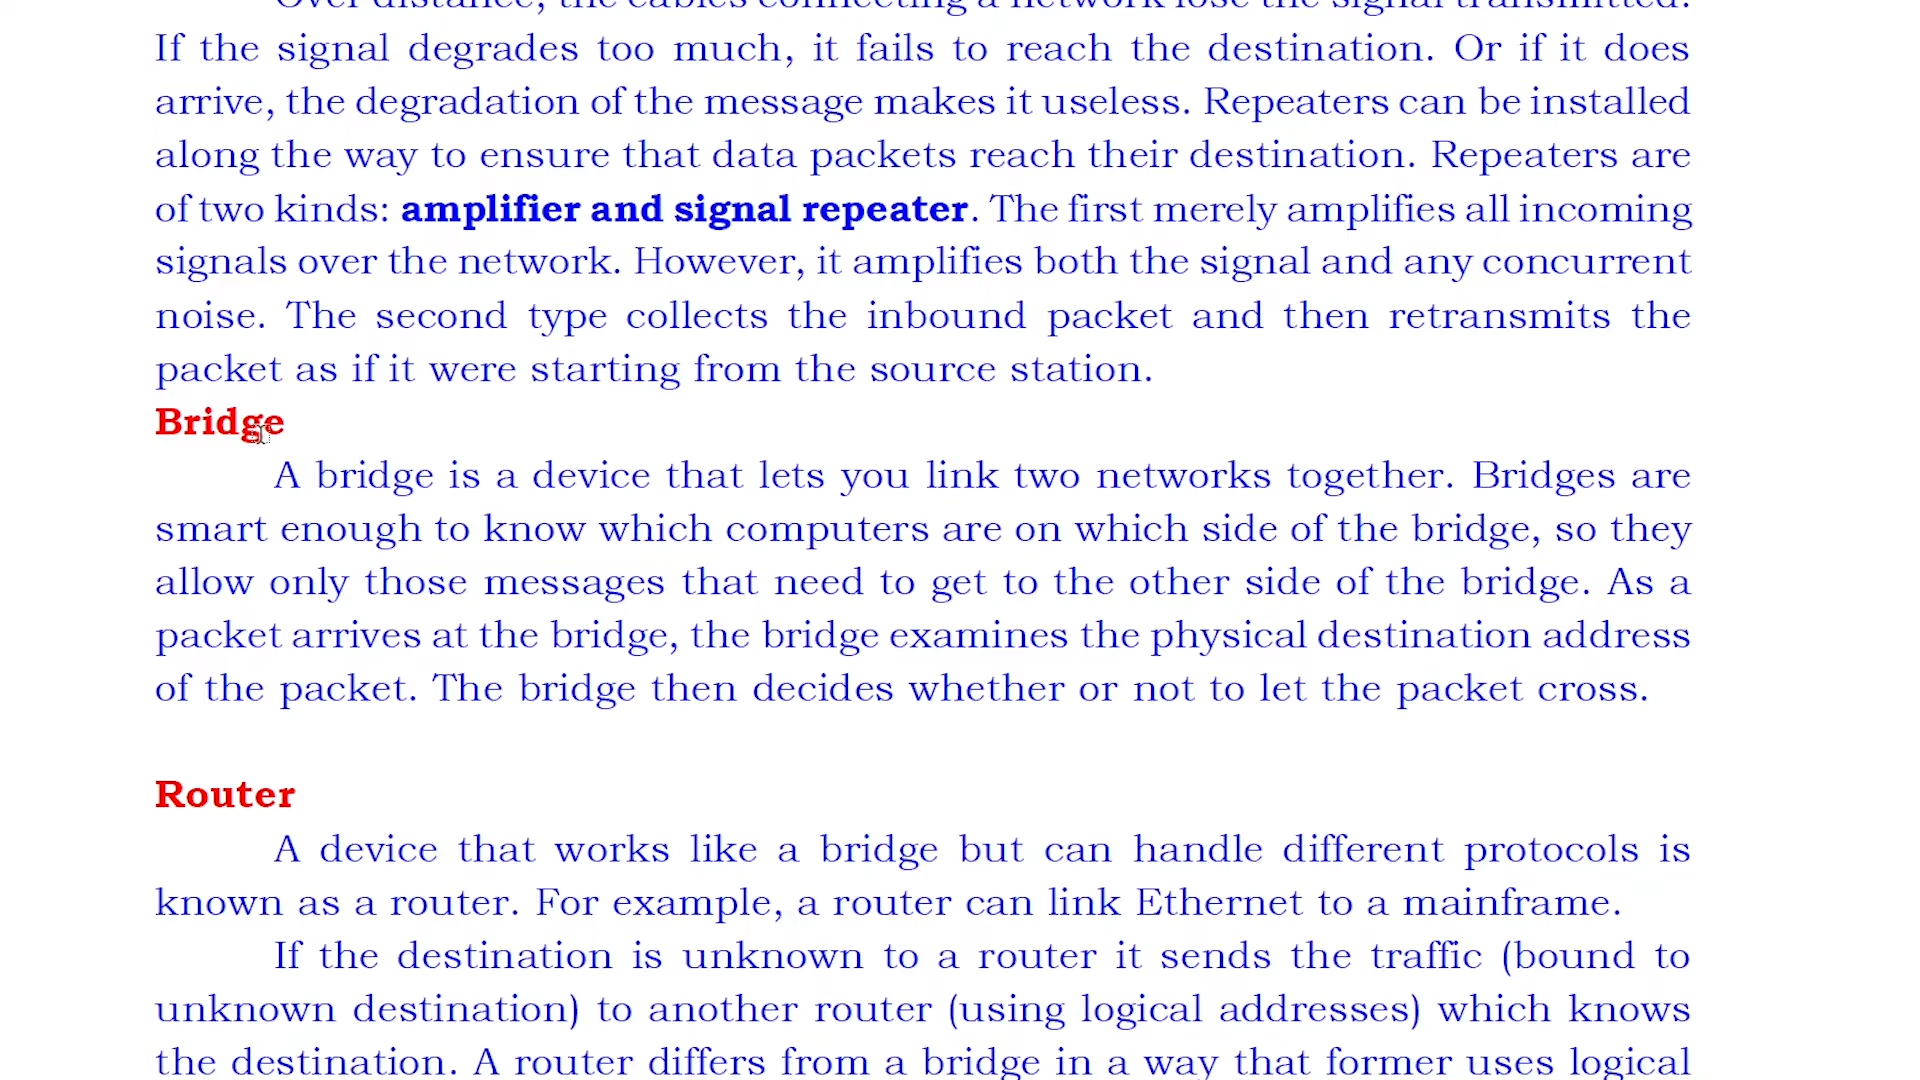 Over distance, the cables connecting a network lose the signal transmitted.
If the signal degrades too much, it fails to reach the destination. Or if it does
arrive, the degradation of the message makes it useless. Repeaters can be installed
along the way to ensure that data packets reach their destination. Repeaters are
of two kinds: amplifier and signal repeater. The first merely amplifies all incoming
signals over the network. However, it amplifies both the signal and any concurrent
noise. The second type collects the inbound packet and then retransmits the
packet as if it were starting from the source station.
Bridge
A bridge is a device that lets you link two networks together. Bridges are
smart enough to know which computers are on which side of the bridge, so they
allow only those messages that need to get to the other side of the bridge. As a
packet arrives at the bridge, the bridge examines the physical destination address
of the packet. The bridge then decides whether or not to let the packet cross.
Router
A device that works like a bridge but can handle different protocols is
known as a router. For example, a router can link Ethernet to a mainframe.
If the destination is unknown to a router it sends the traffic (bound to
unknown destination) to another router (using logical addresses) which knows
the destination. A router differs from a bridge in a way that former uses logical